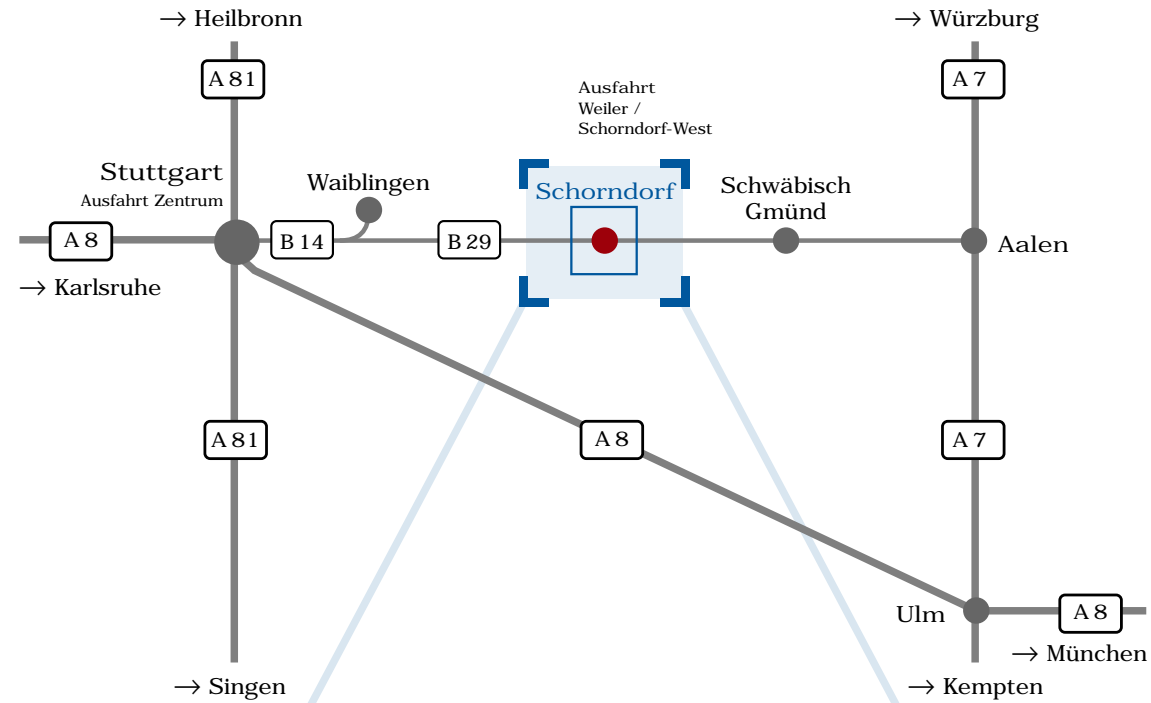 → Heilbronn
→ Würzburg
A 81
A 7
Ausfahrt
Weiler /
Schorndorf-West
Stuttgart
Ausfahrt Zentrum
Waiblingen
Schorndorf
Schwäbisch
Gmünd
A 8
B 14
B 29
Aalen
→ Karlsruhe
A 81
A 8
A 7
Ulm
A 8
→ München
→ Singen
→ Kempten